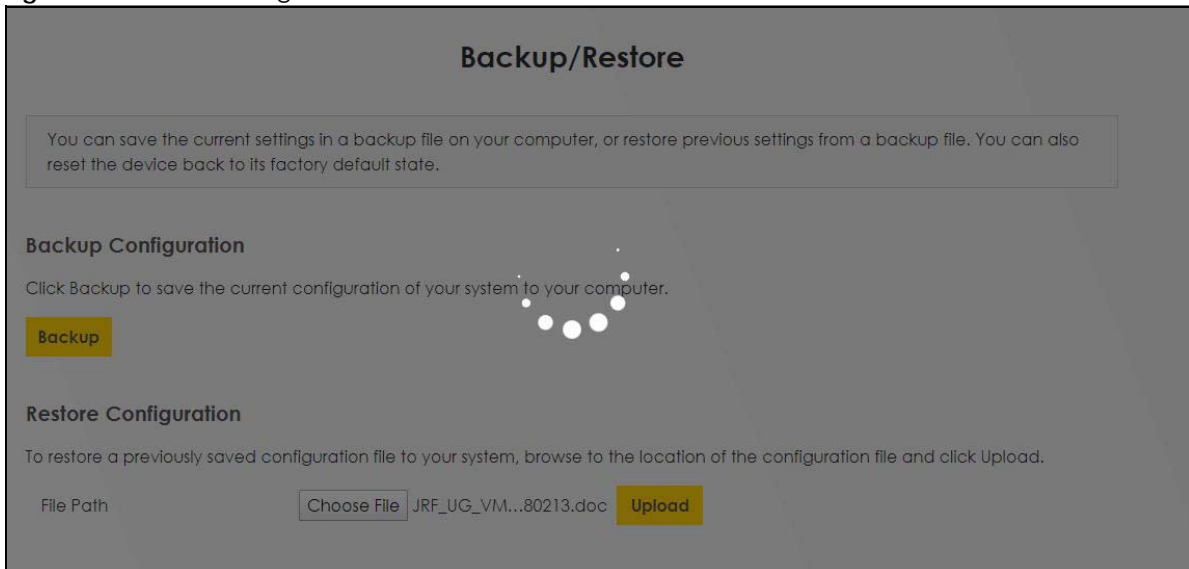 Backup/Restore
You can save the current settings in a backup file on your computer, or restore previous settings from a backup file. You can also
reset the device back to its factory default state.
Backup Configuration
Click Backup to save the current configuration of your system to your computer.
Backup
Restore Configuration
To restore a previously saved configuration file to your system, browse to the location of the configuration file and click Upload.
File Path Choose File JRF_UG_VM...80213.doc Upload